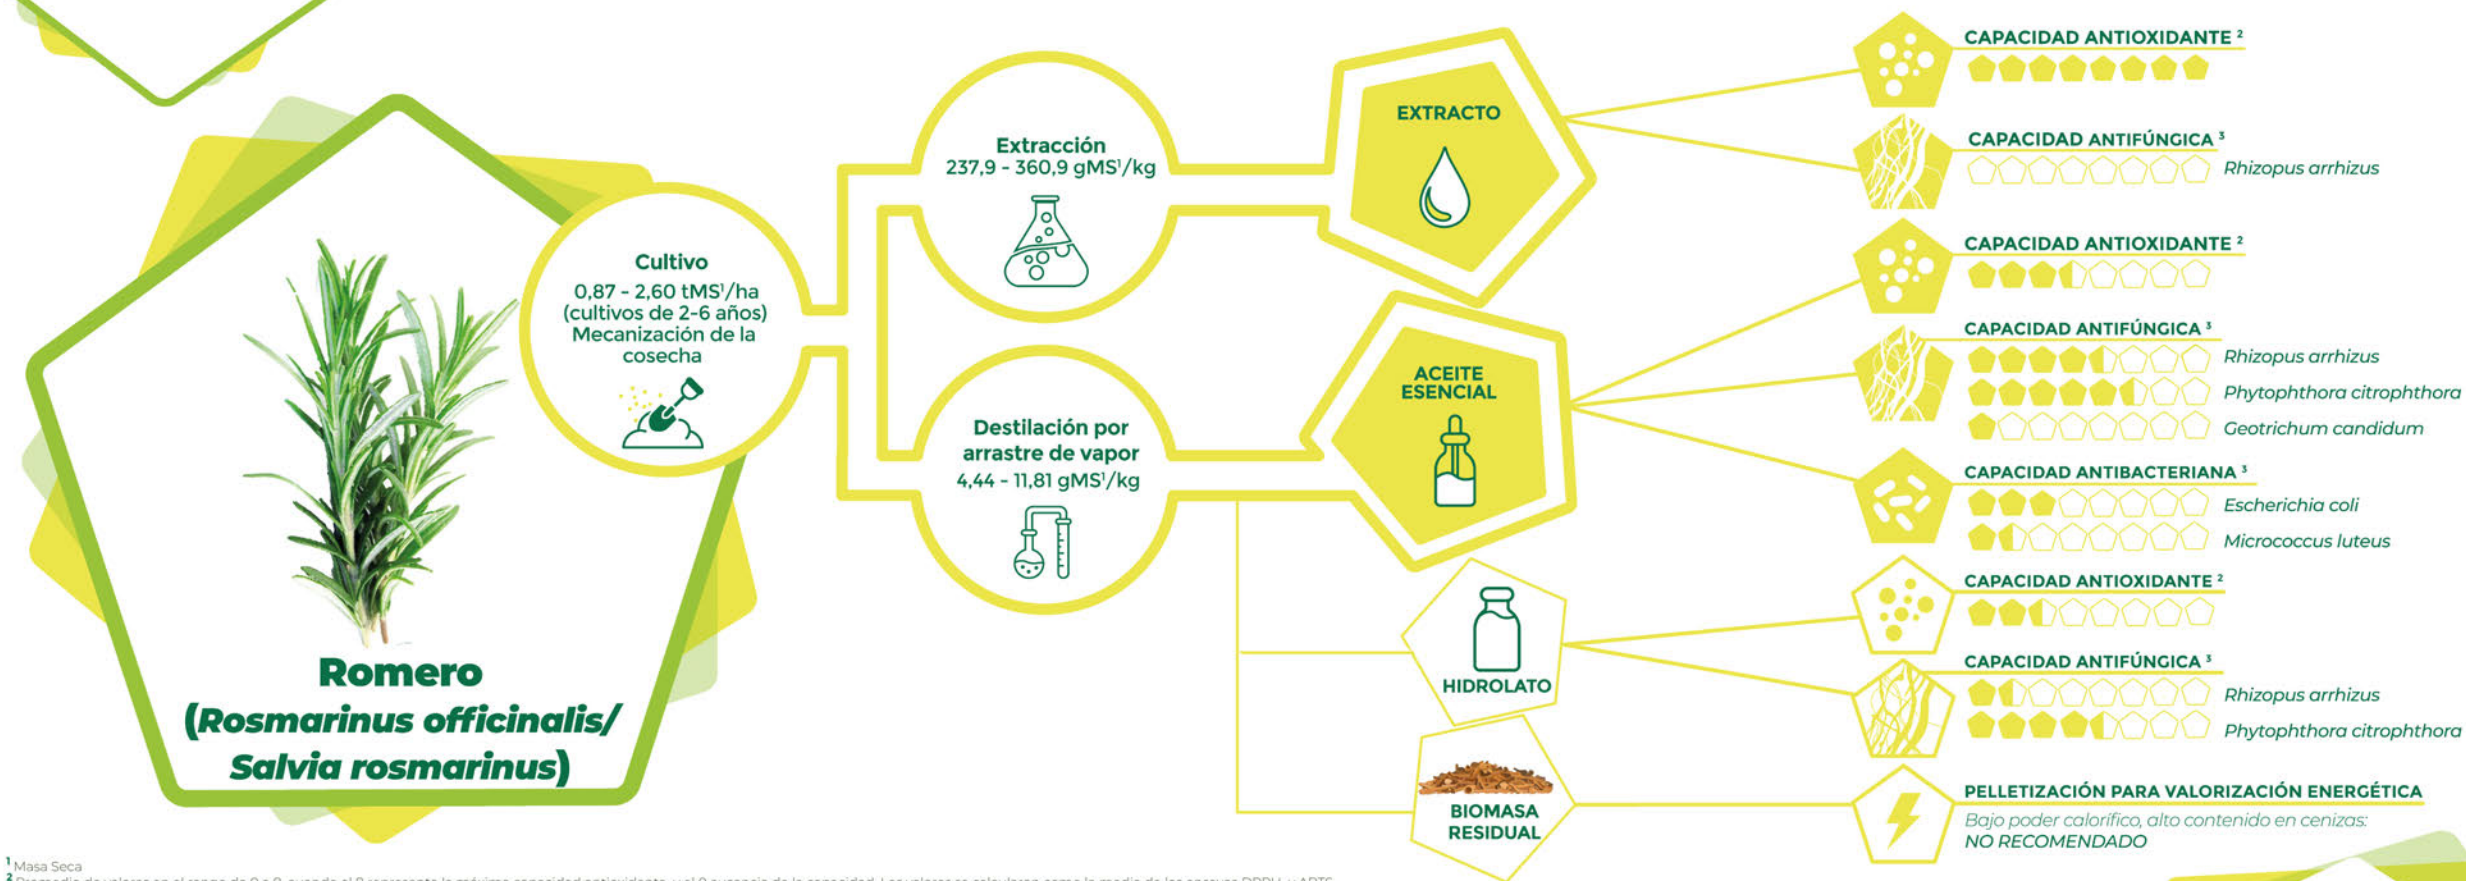 Romero
(Rosmarinus officinalis/
Salvia rosmarinus)
Cultivo
0,87 - 2,60 tMS¹/ha
(cultivos de 2-6 años)
Mecanización de la
cosecha
Extracción
237,9 - 360,9 gMS¹/kg
Destilación por
arrastre de vapor
4,44 - 11,81 gMS¹/kg
EXTRACTO
CAPACIDAD ANTIOXIDANTE ²
CAPACIDAD ANTIFÚNGICA ³
Rhizopus arrhizus
ACEITE
ESENCIAL
CAPACIDAD ANTIOXIDANTE ²
CAPACIDAD ANTIFÚNGICA ³
Rhizopus arrhizus
Phytophthora citrophthora
Geotrichum candidum
CAPACIDAD ANTIBACTERIANA ³
Escherichia coli
Micrococcus luteus
HIDROLATO
CAPACIDAD ANTIOXIDANTE ²
CAPACIDAD ANTIFÚNGICA ³
Rhizopus arrhizus
Phytophthora citrophthora
BIOMASA
RESIDUAL
PELLETIZACIÓN PARA VALORIZACIÓN ENERGÉTICA
Bajo poder calorífico, alto contenido en cenizas:
NO RECOMENDADO
¹ Masa Seca